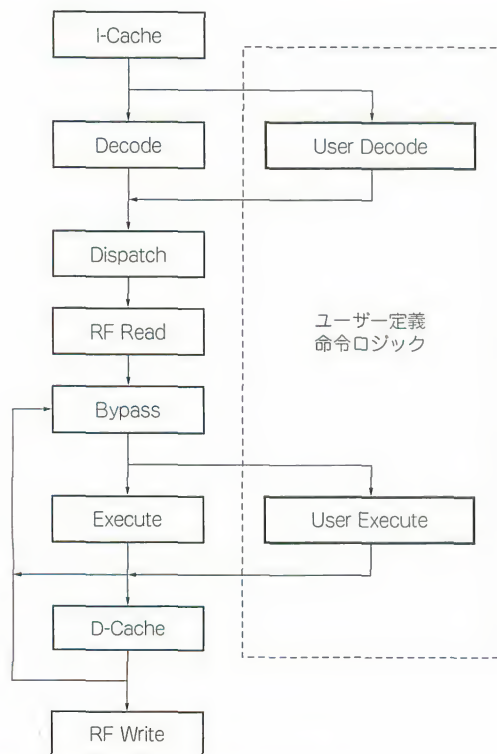 I-Cache
Decode
User Decode
Dispatch
RF Read
ユーザー定義
命令ロジック
Bypass
Execute
User Execute
D-Cache
RF Write